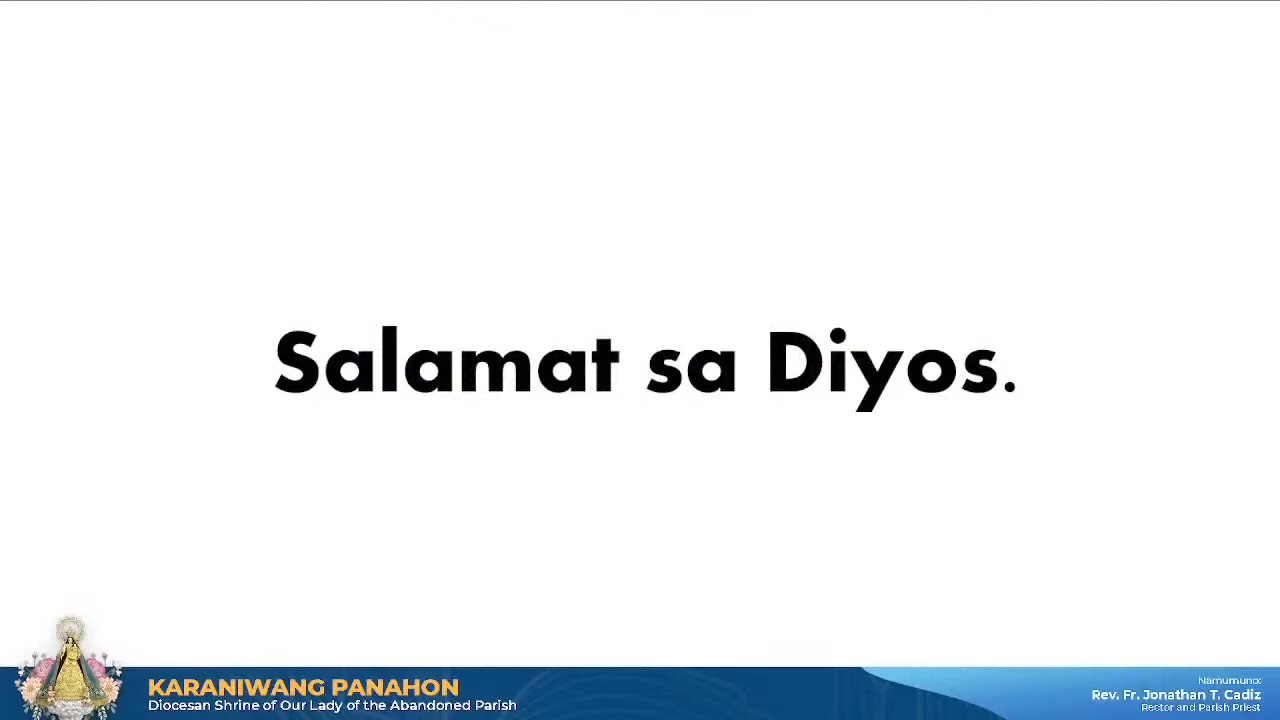 Salamat sa Diyos.
KARANIWANG PANAHON
Diocesan Shrine of Our Lady of the Abandoned Parish
Namumuno:
Rev. Fr. Jonathan T. Cadiz
Rector and Parish Priest